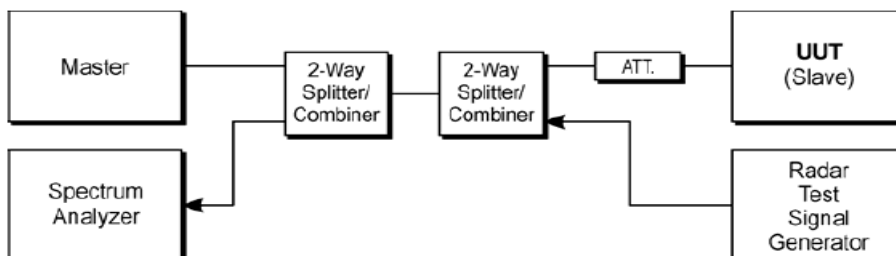 Master
2-Way
Splitter/
Combiner
2-Way
Splitter/
Combiner
ATT.
UUT
(Slave)
Spectrum
Analyzer
Radar
Test
Signal
Generator